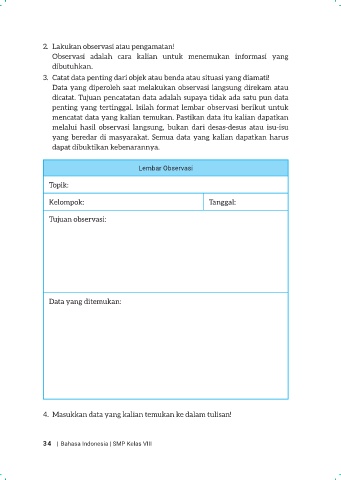 2. Lakukan observasi atau pengamatan!
Observasi adalah cara kalian untuk menemukan informasi yang
dibutuhkan.
3. Catat data penting dari objek atau benda atau situasi yang diamati!
Data yang diperoleh saat melakukan observasi langsung direkam atau
dicatat. Tujuan pencatatan data adalah supaya tidak ada satu pun data
penting yang tertinggal. Isilah format lembar observasi berikut untuk
mencatat data yang kalian temukan. Pastikan data itu kalian dapatkan
melalui hasil observasi langsung, bukan dari desas-desus atau isu-isu
yang beredar di masyarakat. Semua data yang kalian dapatkan harus
dapat dibuktikan kebenarannya.
Lembar Observasi
Topik:
Kelompok: Tanggal:
Tujuan observasi:
Data yang ditemukan:
4. Masukkan data yang kalian temukan ke dalam tulisan!
34 | Bahasa Indonesia | SMP Kelas VIII